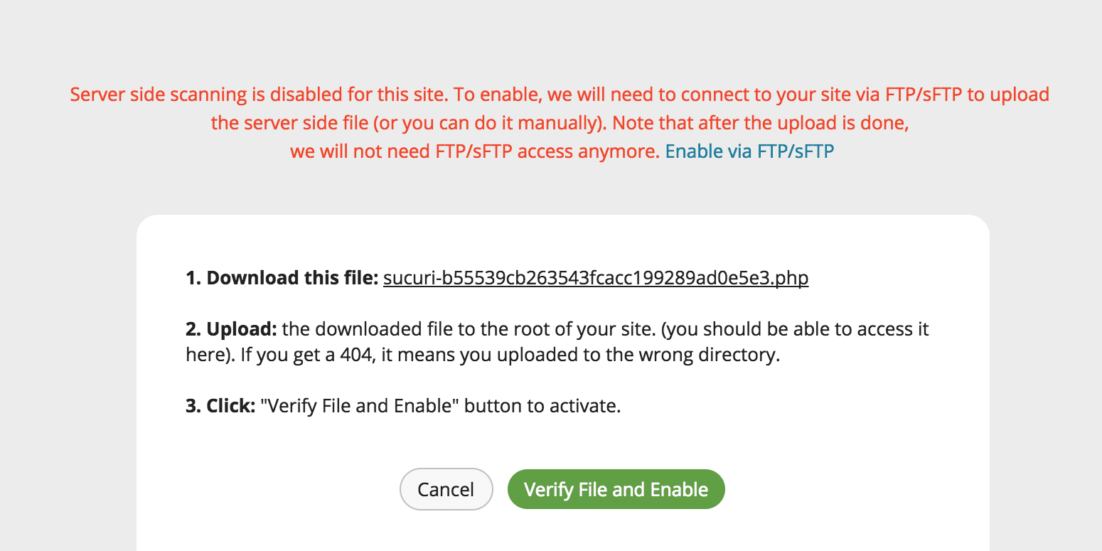 Server side scanning is disabled for this site. To enable, we will need to connect to your site via FTP/sFTP to upload
the server side file (or you can do it manually). Note that after the upload is done,
we will not need FTP/sFTP access anymore. Enable via FTP/sFTP
1. Download this file: sucuri-b55539cb263543fcacc199289ad0e5e3.php
2. Upload: the downloaded file to the root of your site. (you should be able to access it
here). If you get a 404, it means you uploaded to the wrong directory.
3. Click: "Verify File and Enable" button to activate.
Cancel Verify File and Enable